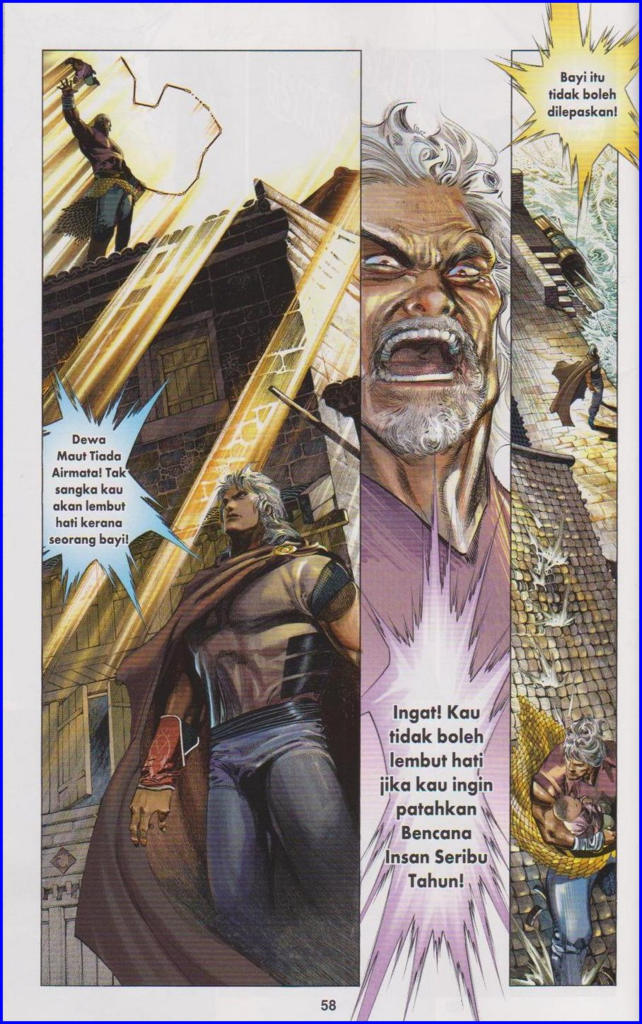 Dewa
Maut Tiada
Airmata! Tak
sangka kau
akan lembut
hati kerana
seorang bayi!
Ingat! Kau
tidak boleh
lembut hati
jika kau ingin
patahkan
Bencana
Insan Seribu
Tahun!
Bayi itu
tidak boleh
dilepaskan!
58